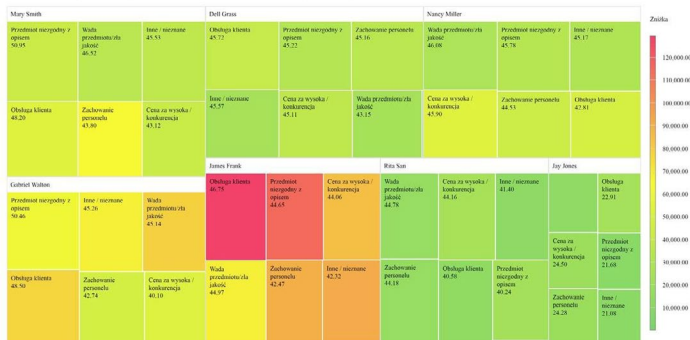 Mary Smith
Przedmiot niezgodny z
opisem
50.95
Wada
przedmiotu/zła
jakość
46.52
Inne / nieznane
45.53
Obsługa klienta
48.20
Zachowanie
personelu
43.80
Cena za wysoka /
konkurencja
43.12
Dell Grass
Obsługa klienta
45.72
Przedmiot niezgodny z
opisem
45.22
Zachowanie personelu
45.16
Inne / nieznane
45.57
Cena za wysoka /
konkurencja
45.11
Wada przedmiotu/zła
jakość
43.15
Nancy Miller
Wada przedmiotu/zła
jakość
46.08
Przedmiot niezgodny z
opisem
45.78
Inne / nieznane
45.17
Cena za wysoka /
konkurencja
45.90
Zachowanie personelu
44.53
Obsługa klienta
42.81
Gabriel Walton
Przedmiot niezgodny z
opisem
50.46
Inne / nieznane
45.26
Wada
przedmiotu/zła
jakość
45.14
Obsługa klienta
48.50
Zachowanie
personelu
42.74
Cena za wysoka /
konkurencja
40.10
James Frank
Obsługa klienta
46.75
Przedmiot
niezgodny z
opisem
44.65
Cena za wysoka /
konkurencja
44.06
Wada
przedmiotu/zła
jakość
44.97
Zachowanie
personelu
42.47
Inne / nieznane
42.32
Rita San
Wada
przedmiotu/zła
jakość
44.78
Cena za wysoka /
konkurencja
44.16
Inne / nieznane
41.40
Zachowanie
personelu
44.18
Obsługa klienta
40.58
Przedmiot
niezgodny z
opisem
40.24
Jay Jones
Obsługa
klienta
22.91
Cena za
wysoka /
konkurencja
24.50
Przedmiot
niezgodny z
opisem
21.68
Zachowanie
personelu
24.28
Inne /
nieznane
21.08
Zniżka
120,000.00
110,000.00
100,000.00
90,000.00
80,000.00
70,000.00
60,000.00
50,000.00
40,000.00
30,000.00
20,000.00
10,000.00